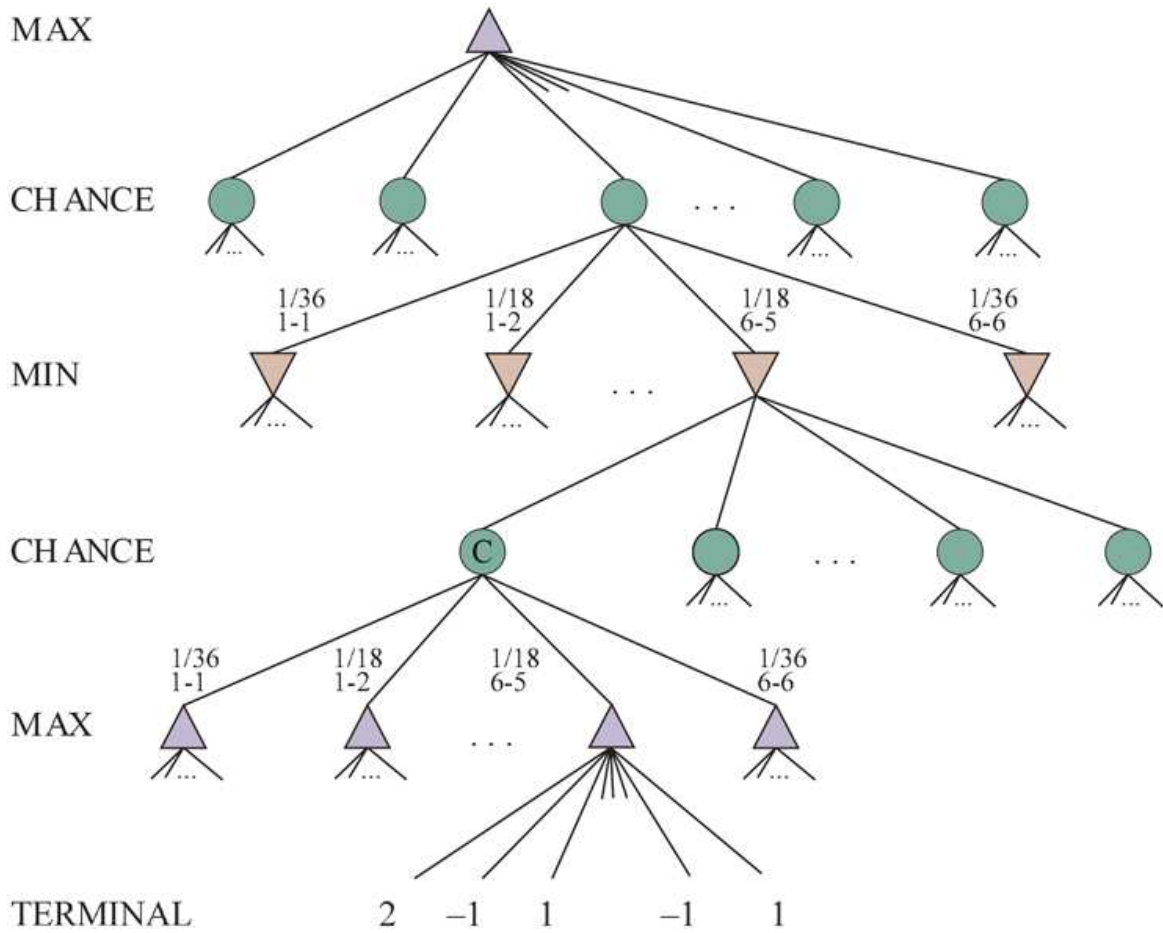 MAX
CHANCE
...
...
. . .
...
...
1/36
1-1
1/18
1-2
1/18
6-5
1/36
6-6
MIN
...
...
. . .
...
CHANCE
C
...
. . .
...
...
1/36
1-1
1/18
1-2
1/18
6-5
1/36
6-6
MAX
...
...
. . .
...
TERMINAL 2 –1 1 –1 1